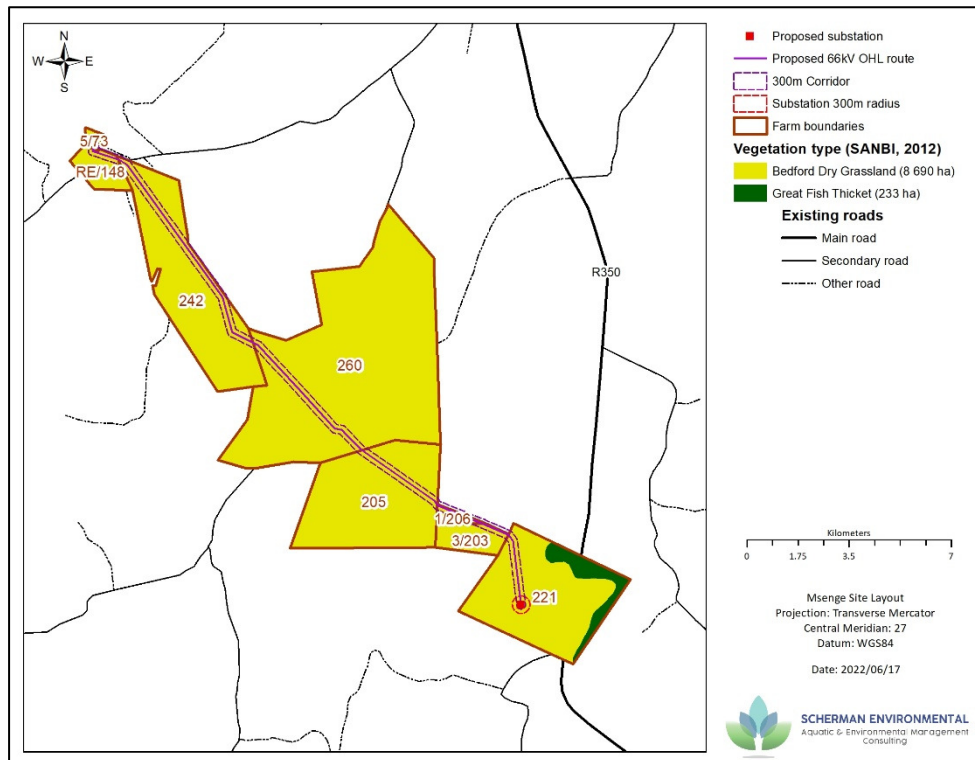 N
W E
S
5/73
RE/148
242
260
205
1/206
3/203
221
R350
Proposed substation
Proposed 66kV OHL route
300m Corridor
Substation 300m radius
Farm boundaries
Vegetation type (SANBI, 2012)
Bedford Dry Grassland (8 690 ha)
Great Fish Thicket (233 ha)
Existing roads
Main road
Secondary road
Other road
Kilometers
0 1.75 3.5 7
Msenge Site Layout
Projection: Transverse Mercator
Central Meridian: 27
Datum: WGS84
Date: 2022/06/17
SCHERMAN ENVIRONMENTAL
Aquatic & Environmental Management
Consulting